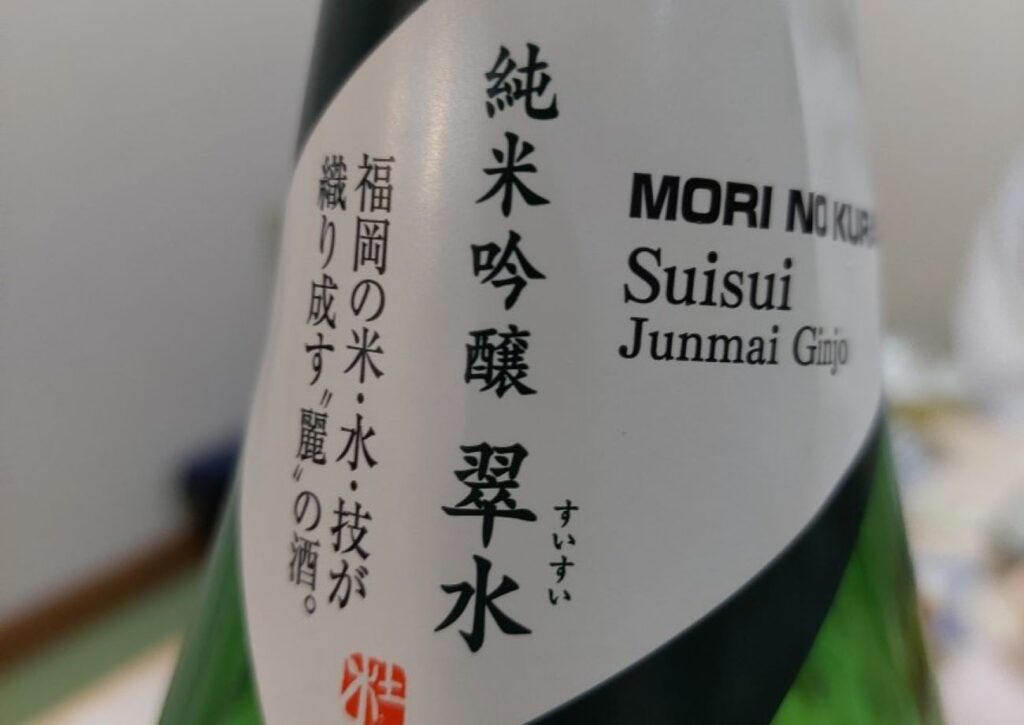 純米吟醸 翠水
すいすい
福岡の米・水・技が
織り成す〝麗〟の酒。
MORI NO KURA
Suisui
Junmai Ginjo